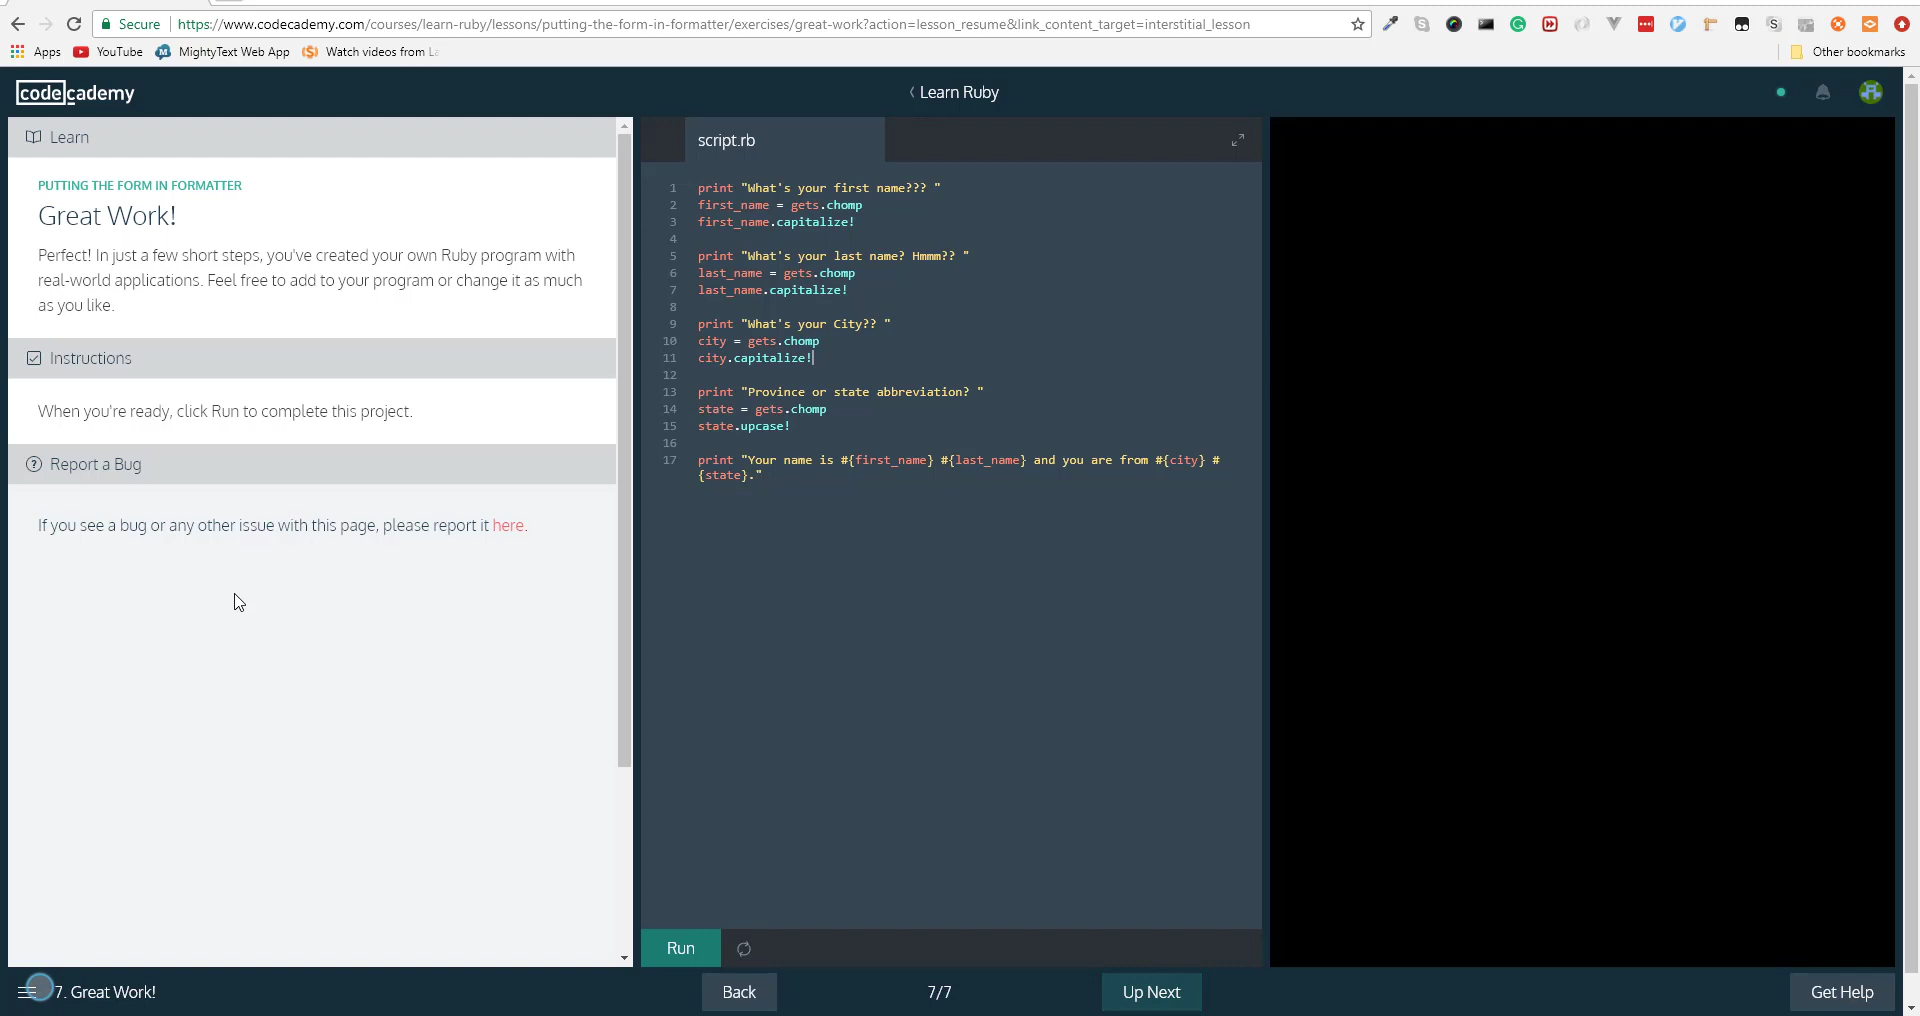 Secure https://www.codecademy.com/courses/learn-ruby/lessons/putting-the-form-in-formatter/exercises/great-work?action=lesson_resume&link_content_target=interstitial_lesson
Apps YouTube MightyText Web App Watch videos from Other bookmarks
codecademy
Learn Ruby
Learn
PUTTING THE FORM IN FORMATTER
Great Work!
Perfect! In just a few short steps, you've created your own Ruby program with
real-world applications. Feel free to add to your program or change it as much
as you like.
Instructions
When you're ready, click Run to complete this project.
Report a Bug
If you see a bug or any other issue with this page, please report it here.
script.rb
1 print "What's your first name??? "
2 first_name = gets.chomp
3 first_name.capitalize!
4
5 print "What's your last name? Hmmm?? "
6 last_name = gets.chomp
7 last_name.capitalize!
8
9 print "What's your City?? "
10 city = gets.chomp
11 city.capitalize!
12
13 print "Province or state abbreviation? "
14 state = gets.chomp
15 state.upcase!
16
17 print "Your name is #{first_name} #{last_name} and you are from #{city} #
{state}."
Run
7. Great Work!
Back
7/7
Up Next
Get Help